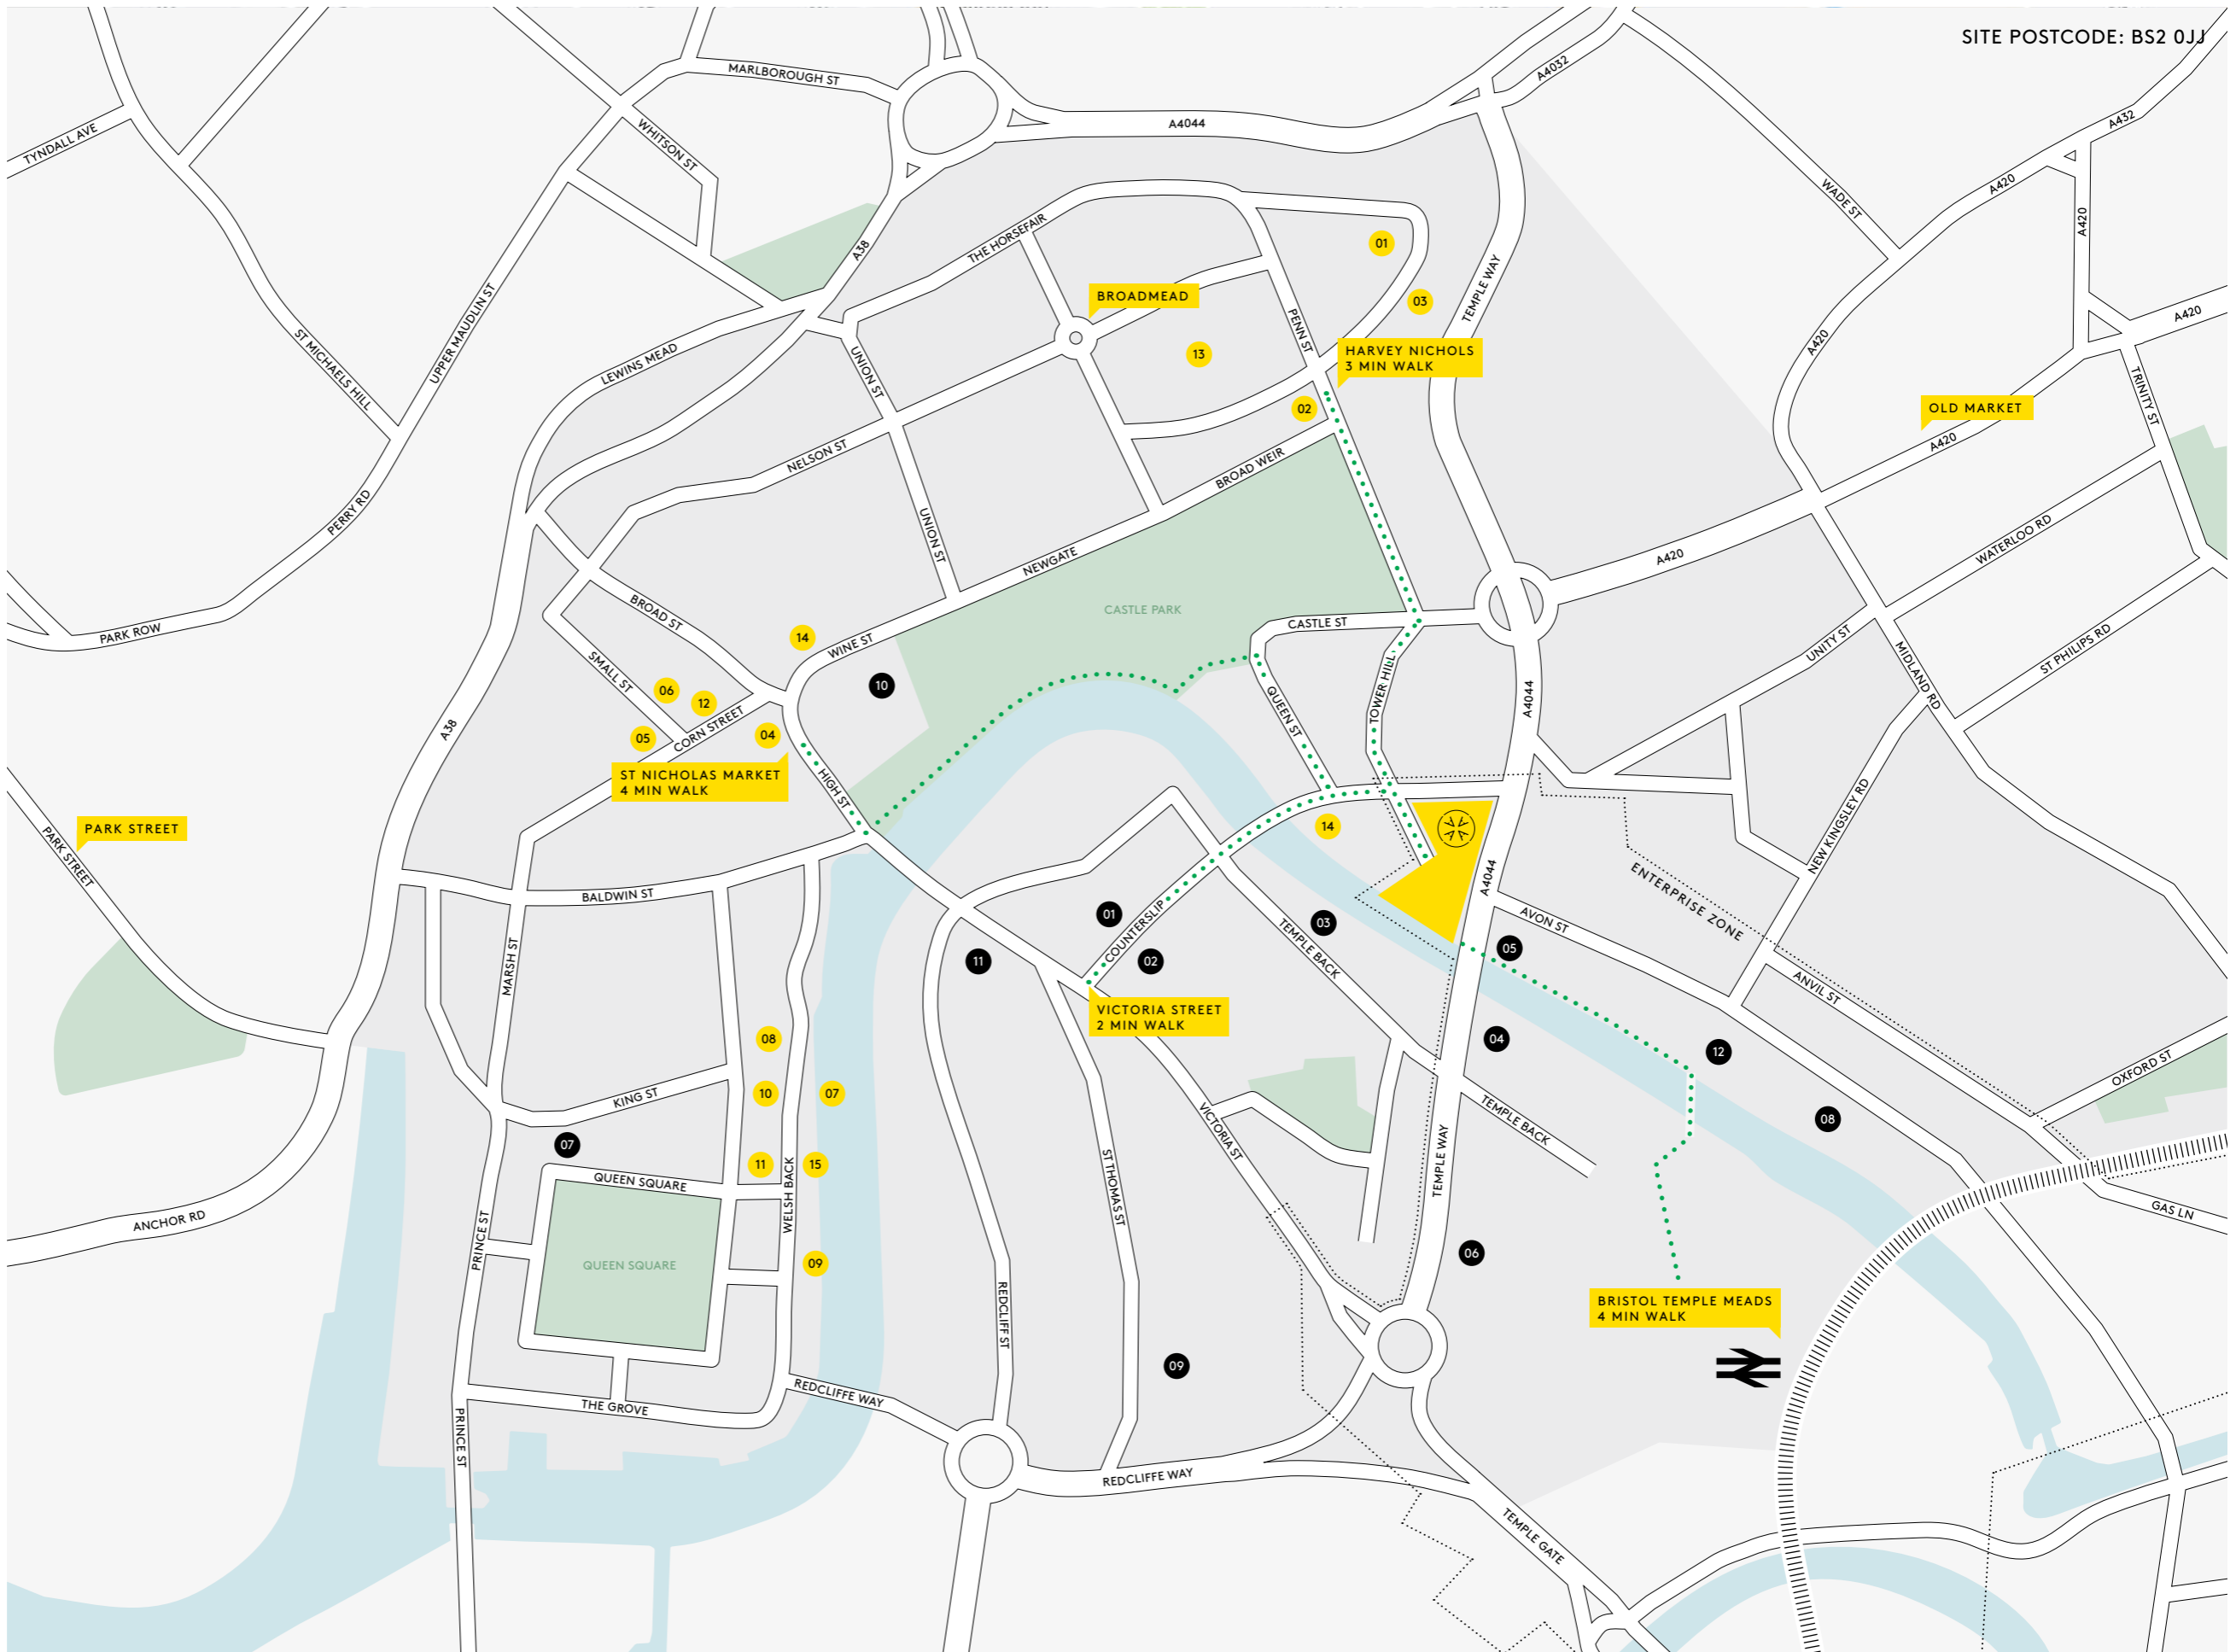 SITE POSTCODE: BS2 0JJ
MARLBOROUGH ST
A4032
A4044
A432
TYNDALL AVE
WHITSON ST
A420
WADE ST
A420
THE HORSEFAIR
A38
01
TEMPLE WAY
BROADMEAD
03
UPPER MAUDLIN ST
ST MICHAELS HILL
LEWINS MEAD
UNION ST
13
PENN ST
HARVEY NICHOLS
3 MIN WALK
A420
A420
TRINITY ST
02
OLD MARKET
A420
NELSON ST
BROAD WEIR
PERRY RD
UNION ST
NEWGATE
A420
WATERLOO RD
BROAD ST
CASTLE PARK
CASTLE ST
PARK ROW
14
WINE ST
UNITY ST
ST PHILIPS RD
SMALL ST
06
12
10
QUEEN ST
TOWER HILL
A4044
MIDLAND RD
A38
05
CORN STREET
04
ST NICHOLAS MARKET
4 MIN WALK
HIGH ST
PARK STREET
PARK STREET
14
NEW KINGSLEY RD
BALDWIN ST
A4044
ENTERPRISE ZONE
01
COUNTERSLIP
03
AVON ST
MARSH ST
11
02
TEMPLE BACK
05
ANVIL ST
VICTORIA STREET
2 MIN WALK
08
04
12
OXFORD ST
KING ST
10
07
VICTORIA ST
TEMPLE BACK
08
07
11
15
ST THOMAS ST
TEMPLE WAY
QUEEN SQUARE
WELSH BACK
ANCHOR RD
PRINCE ST
GAS LN
QUEEN SQUARE
09
06
REDCLIFF ST
BRISTOL TEMPLE MEADS
4 MIN WALK
09
REDCLIFFE WAY
THE GROVE
PRINCE ST
REDCLIFFE WAY
TEMPLE GATE